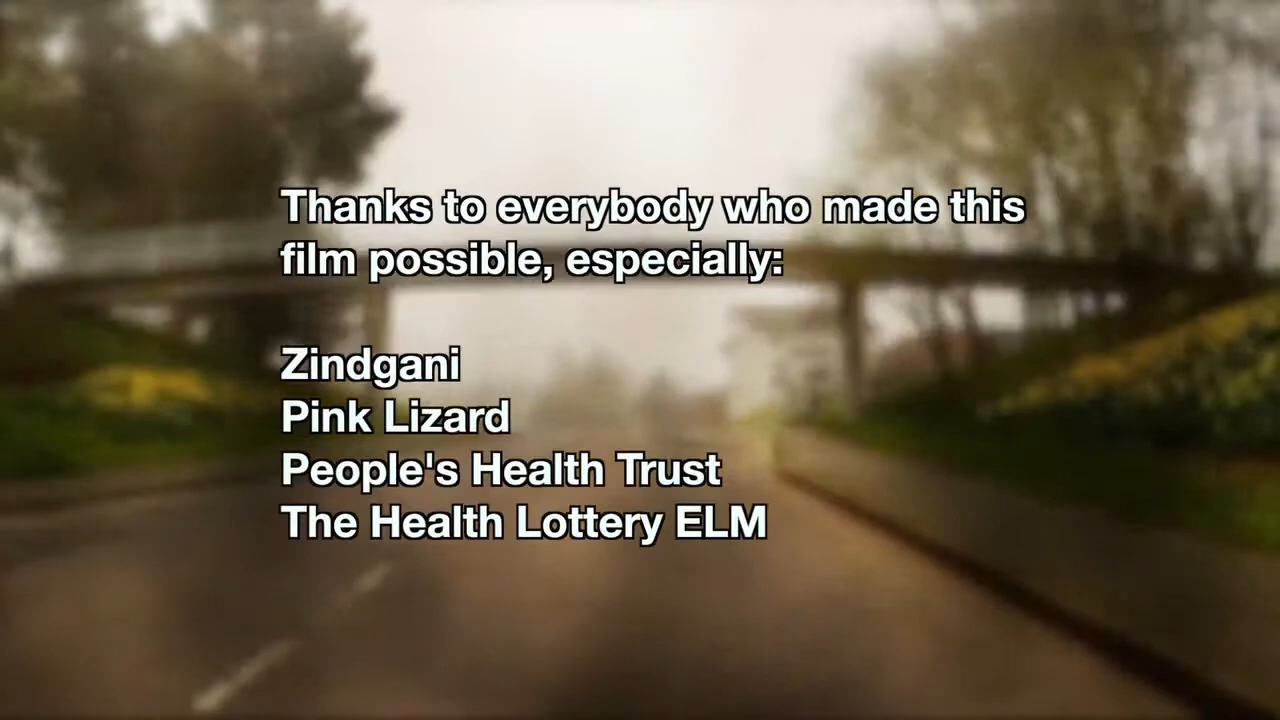 Thanks to everybody who made this
film possible, especially:
Zindgani
Pink Lizard
People's Health Trust
The Health Lottery ELM